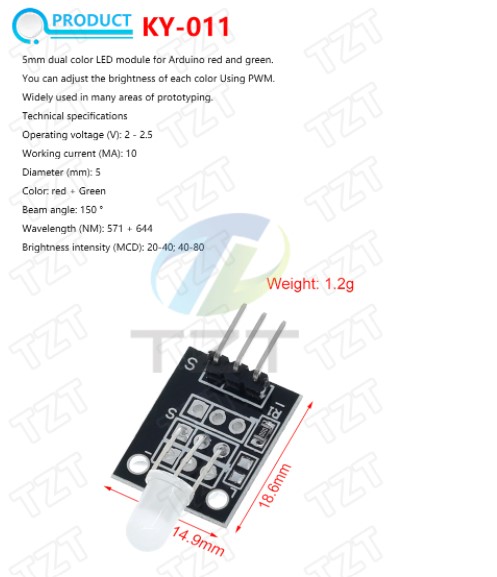 PRODUCT KY-011
5mm dual color LED module for Arduino red and green.
You can adjust the brightness of each color Using PWM.
Widely used in many areas of prototyping.
Technical specifications
Operating voltage (V): 2 - 2.5
Working current (MA): 10
Diameter (mm): 5
Color: red + Green
Beam angle: 150 °
Wavelength (NM): 571 + 644
Brightness intensity (MCD): 20-40; 40-80
Weight: 1.2g
TZT
S
S
R1
18.6mm
14.9mm